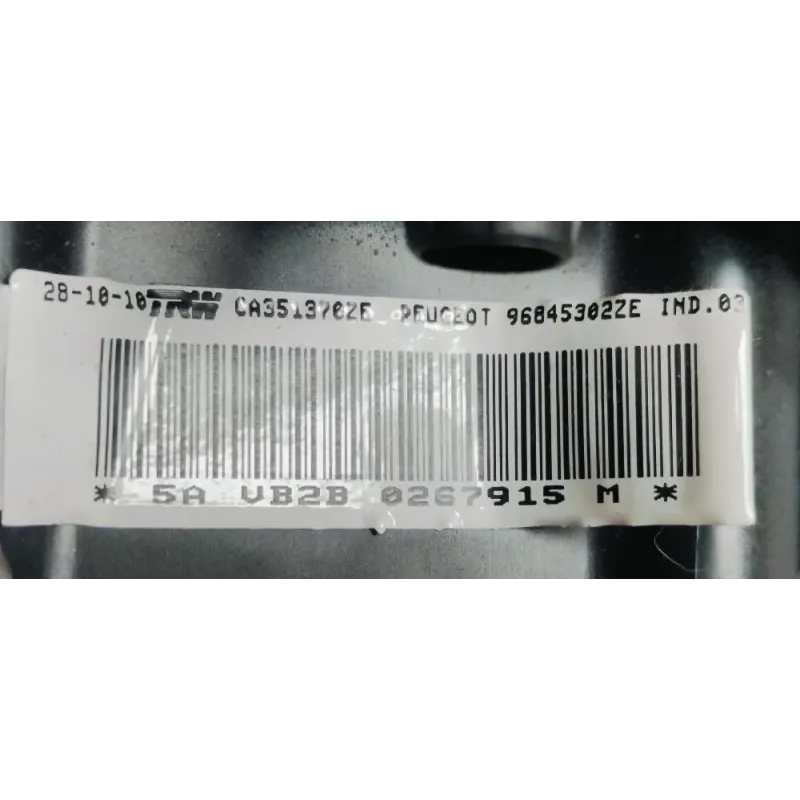 28-10-10 TRW CA351370ZE PEUGEOT 96845302ZE IND.03
* 5A VB2B 0267915 M *